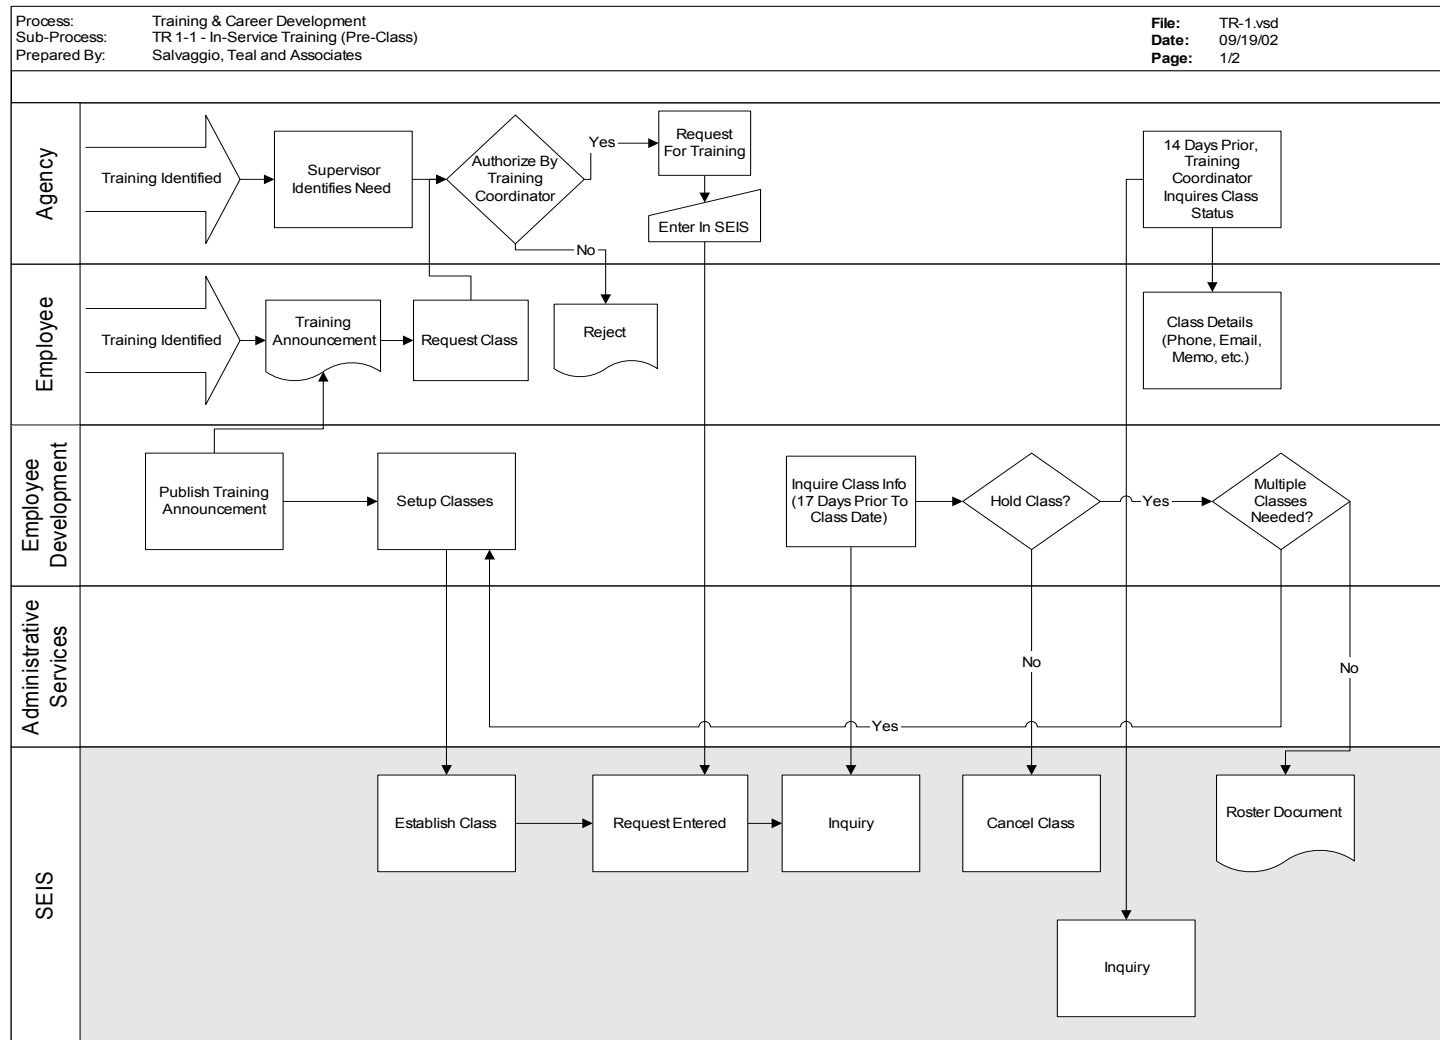 Process: Training & Career Development
Sub-Process: TR 1-1 - In-Service Training (Pre-Class)
Prepared By: Salvaggio, Teal and Associates
File: TR-1.vsd
Date: 09/19/02
Page: 1/2
Agency
Training Identified
Supervisor
Identifies Need
Authorize By
Training
Coordinator
Yes
No
Request
For Training
Enter In SEIS
14 Days Prior,
Training
Coordinator
Inquires Class
Status
Employee
Training Identified
Training
Announcement
Request Class
Reject
Class Details
(Phone, Email,
Memo, etc.)
Employee
Development
Publish Training
Announcement
Setup Classes
Inquire Class Info
(17 Days Prior To
Class Date)
Hold Class?
Yes
Multiple
Classes
Needed?
Administrative
Services
No
No
Yes
SEIS
Establish Class
Request Entered
Inquiry
Cancel Class
Roster Document
Inquiry